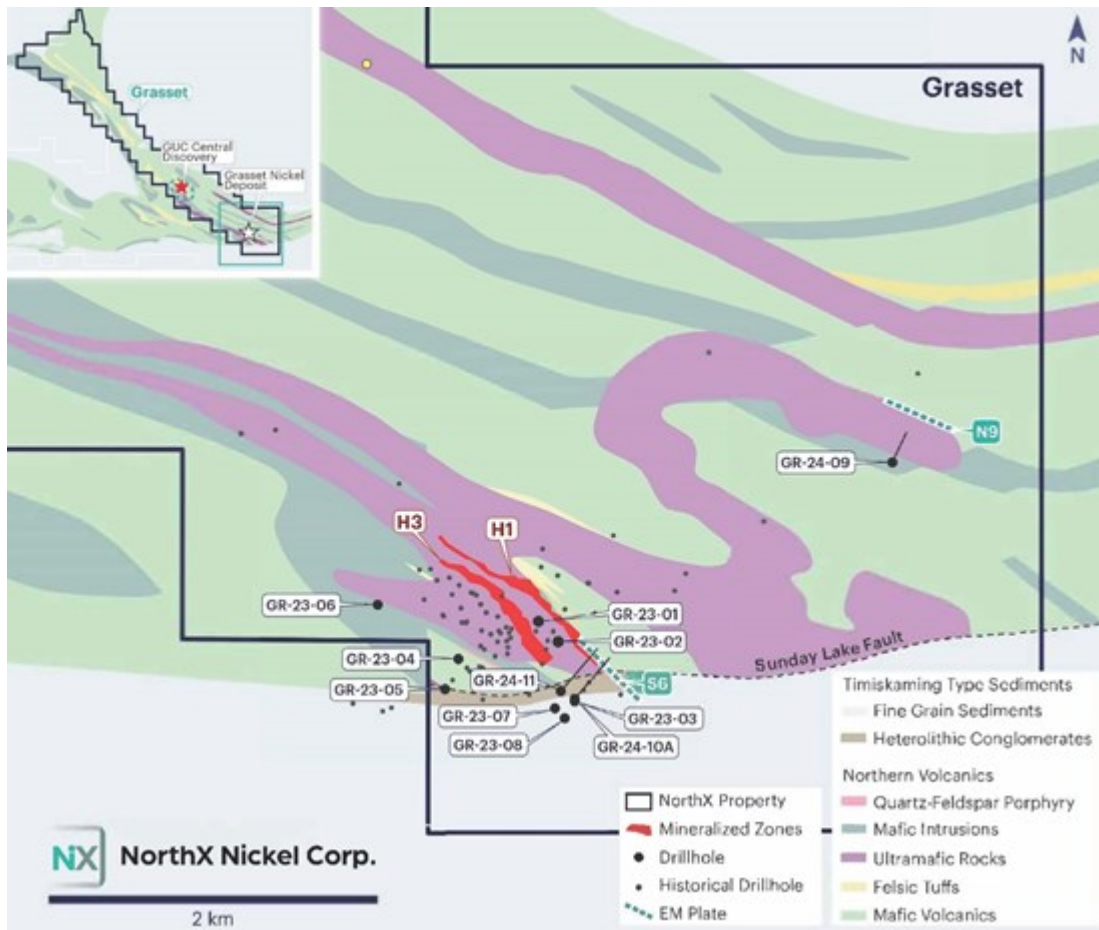 N
Grasset
Grasset
GUC Central
Discovery
Grasset Nickel
Deposit
N9
GR-24-09
H3
H1
GR-23-06
GR-23-01
GR-23-02
GR-23-04
Sunday Lake Fault
GR-23-05
GR-24-11
S6
GR-23-07
GR-23-03
GR-23-08
GR-24-10A
Timiskaming Type Sediments
Fine Grain Sediments
Heterolithic Conglomerates
Northern Volcanics
Quartz-Feldspar Porphyry
Mafic Intrusions
Ultramafic Rocks
Felsic Tuffs
Mafic Volcanics
NorthX Property
Mineralized Zones
Drillhole
Historical Drillhole
EM Plate
NX NorthX Nickel Corp.
2 km